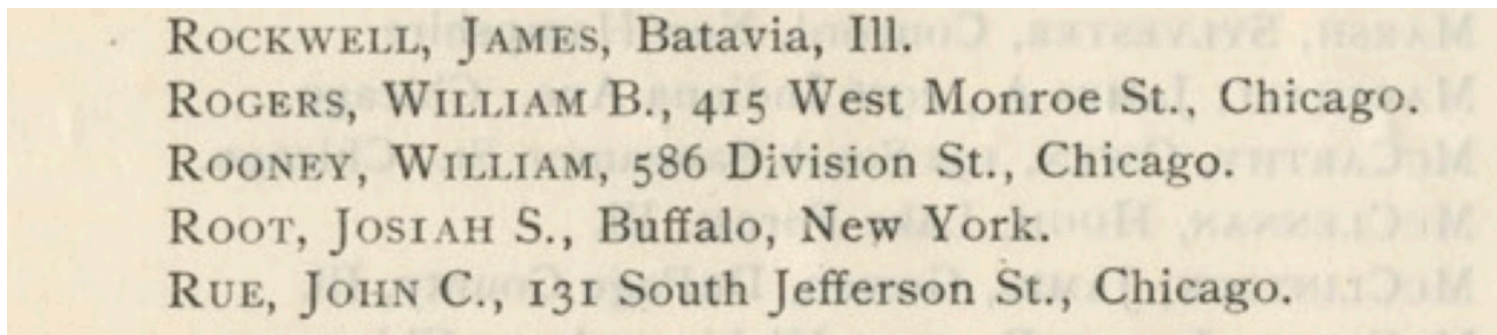 ROCKWELL, JAMES, Batavia, Ill.
ROGERS, WILLIAM B., 415 West Monroe St., Chicago.
ROONEY, WILLIAM, 586 Division St., Chicago.
ROOT, JOSIAH S., Buffalo, New York.
RUE, JOHN C., 131 South Jefferson St., Chicago.